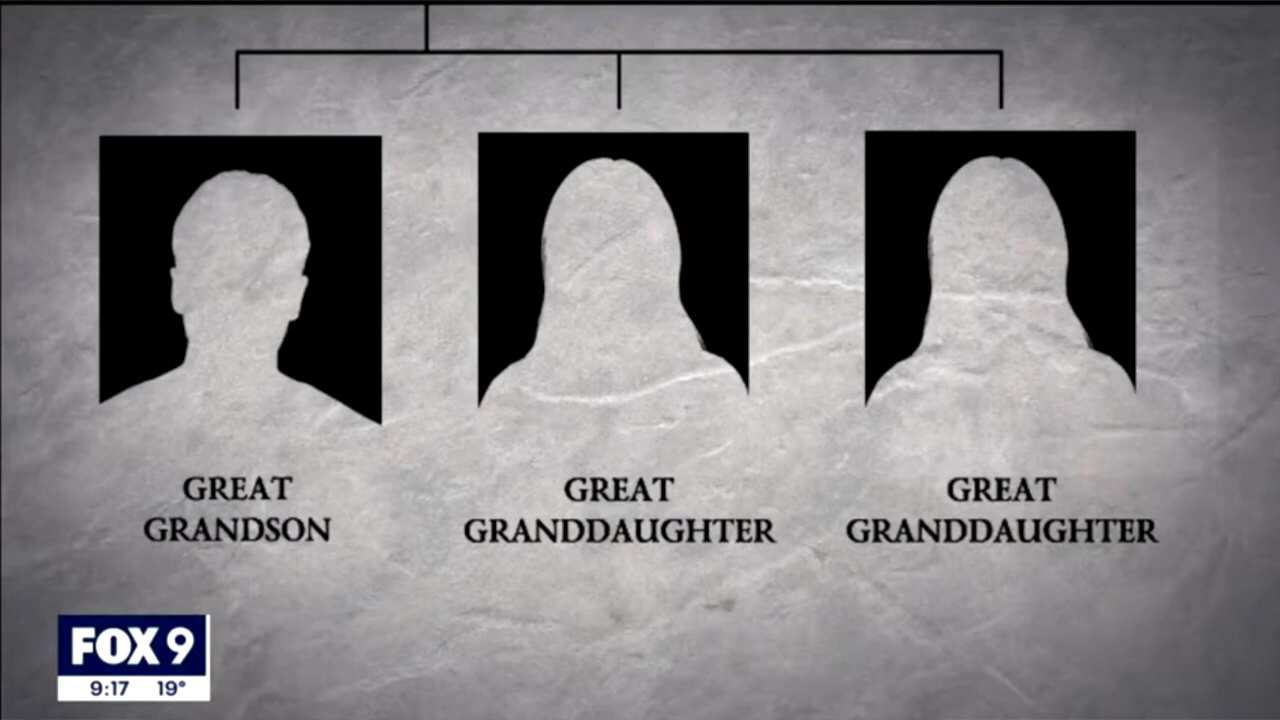 GREAT
GRANDSON
GREAT
GRANDDAUGHTER
GREAT
GRANDDAUGHTER
FOX 9
9:17 19°